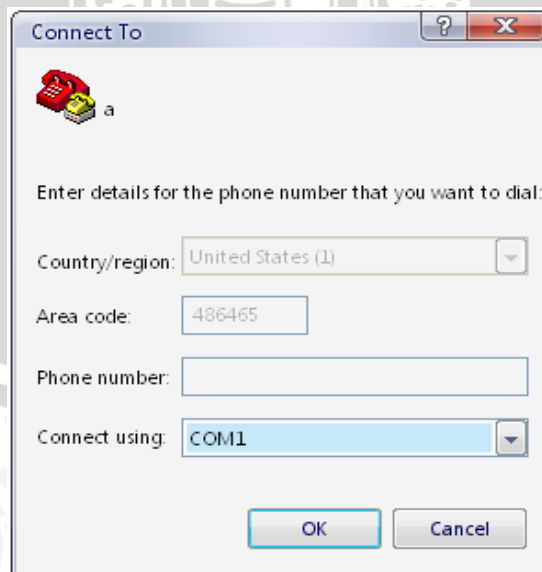 Connect To
a
Enter details for the phone number that you want to dial:
Country/region: United States (1)
Area code: 486465
Phone number:
Connect using: COM1
OK Cancel